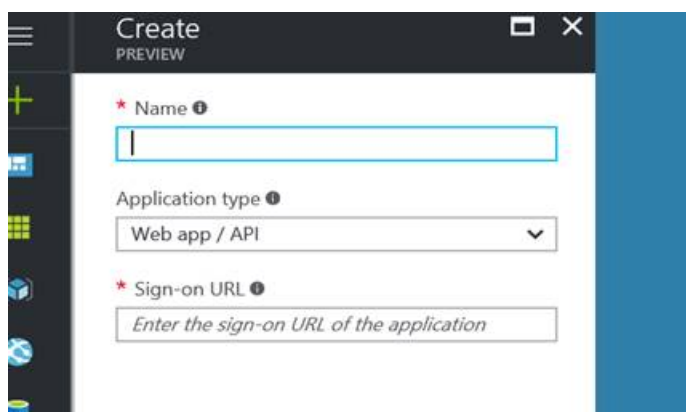 Create
PREVIEW
* Name
Application type
Web app / API
* Sign-on URL
Enter the sign-on URL of the application